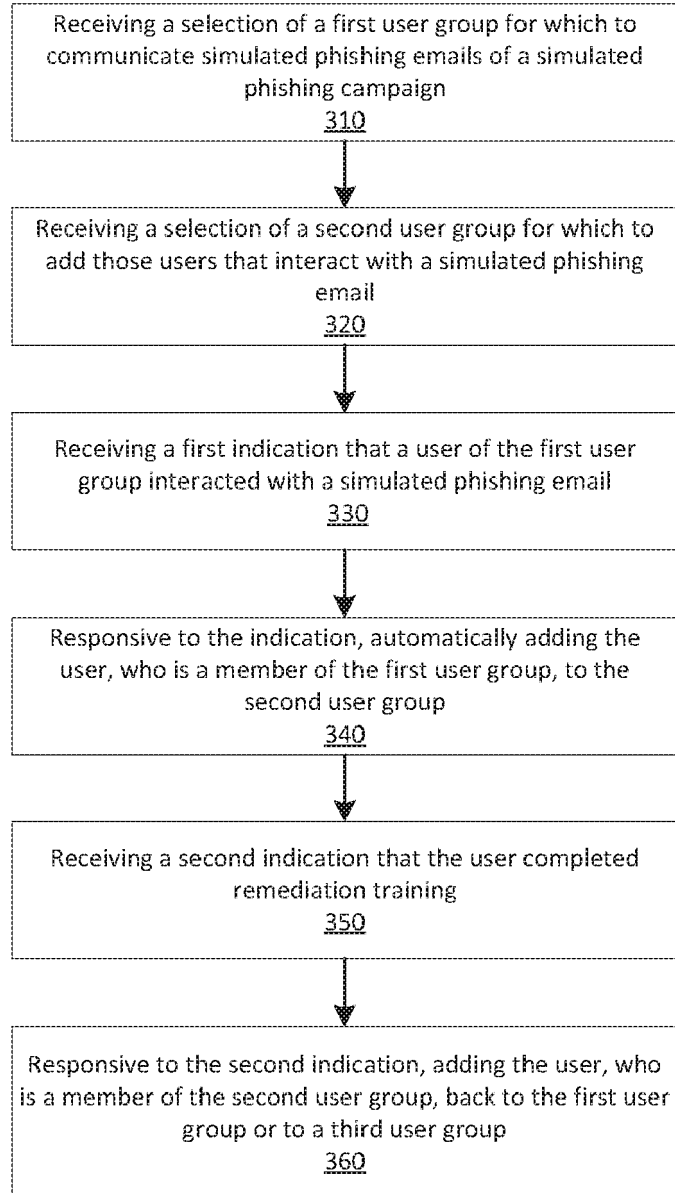 Receiving a selection of a first user group for which to
communicate simulated phishing emails of a simulated
phishing campaign
310
Receiving a selection of a second user group for which to
add those users that interact with a simulated phishing
email
320
Receiving a first indication that a user of the first user
group interacted with a simulated phishing email
330
Responsive to the indication, automatically adding the
user, who is a member of the first user group, to the
second user group
340
Receiving a second indication that the user completed
remediation training
350
Responsive to the second indication, adding the user, who
is a member of the second user group, back to the first user
group or to a third user group
360